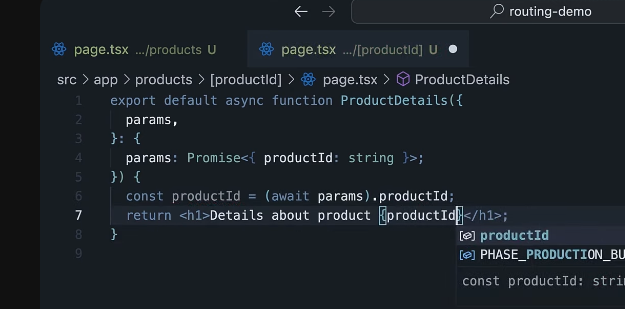 routing-demo
page.tsx .../products U
page.tsx .../[productId] U
src > app > products > [productId] > page.tsx > ProductDetails
1 export default async function ProductDetails({
2 params,
3 }: {
4 params: Promise<{ productId: string }>;
5 }) {
6 const productId = (await params).productId;
7 return <h1>Details about product {productId}</h1>;
8 }
9
productId
PHASE_PRODUCTION_BU
const productId: strin